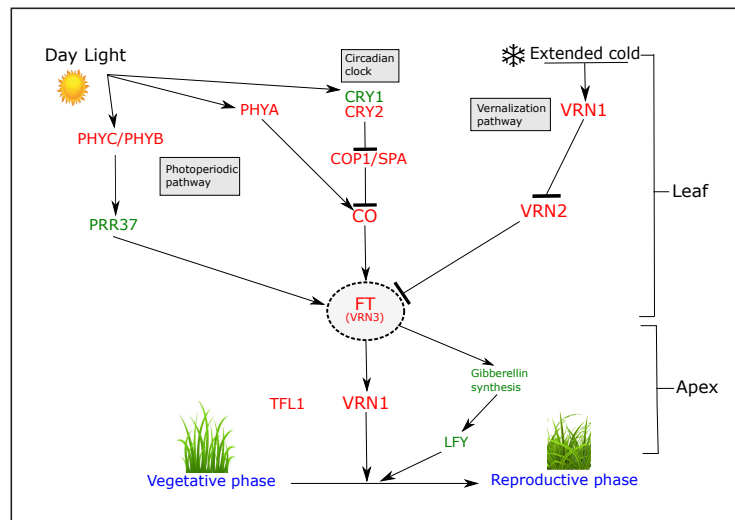 Day Light
Circadian
clock
Extended cold
CRY1
CRY2
PHYA
VRN1
Vernalization
pathway
PHYC/PHYB
COP1/SPA
Photoperiodic
pathway
Leaf
CO
VRN2
PRR37
FT
(VRN3)
Gibberellin
synthesis
Apex
TFL1
VRN1
LFY
Vegetative phase
Reproductive phase